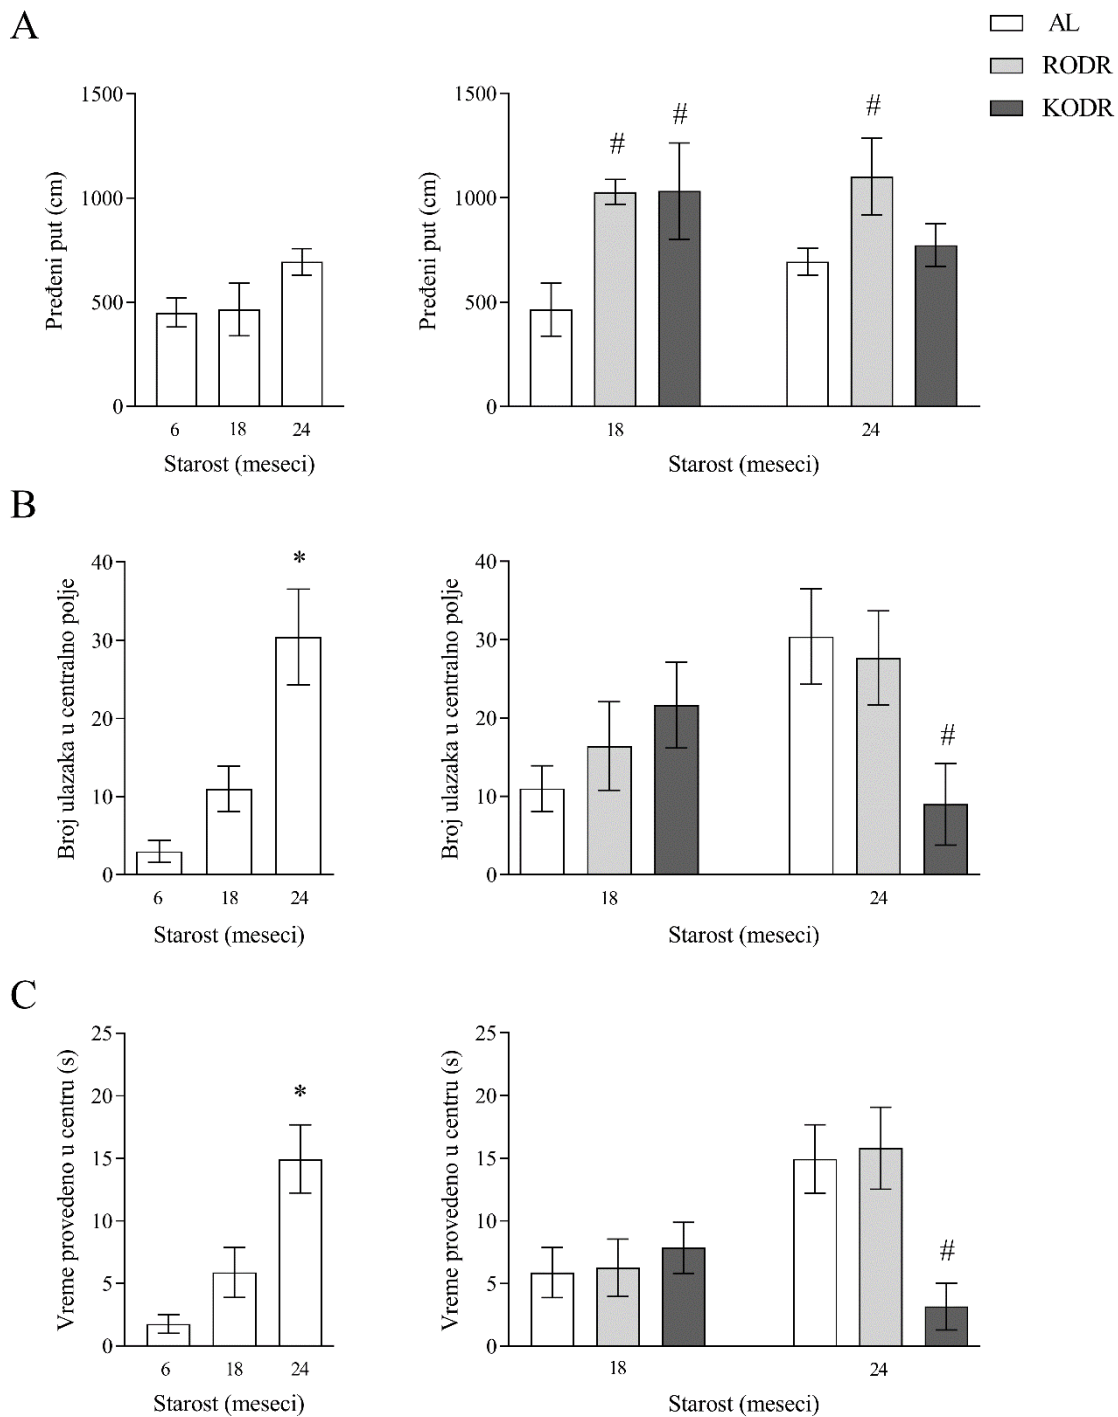 A
AL
RODR
KODR
Pređeni put (cm)
1500
1000
500
0
6 18 24
Starost (meseci)
Pređeni put (cm)
1500
1000
500
0
# # #
18 24
Starost (meseci)
B
Broj ulazaka u centralno polje
40
30
20
10
0
*
6 18 24
Starost (meseci)
Broj ulazaka u centralno polje
40
30
20
10
0
#
18 24
Starost (meseci)
C
Vreme provedeno u centru (s)
25
20
15
10
5
0
*
6 18 24
Starost (meseci)
Vreme provedeno u centru (s)
25
20
15
10
5
0
#
18 24
Starost (meseci)